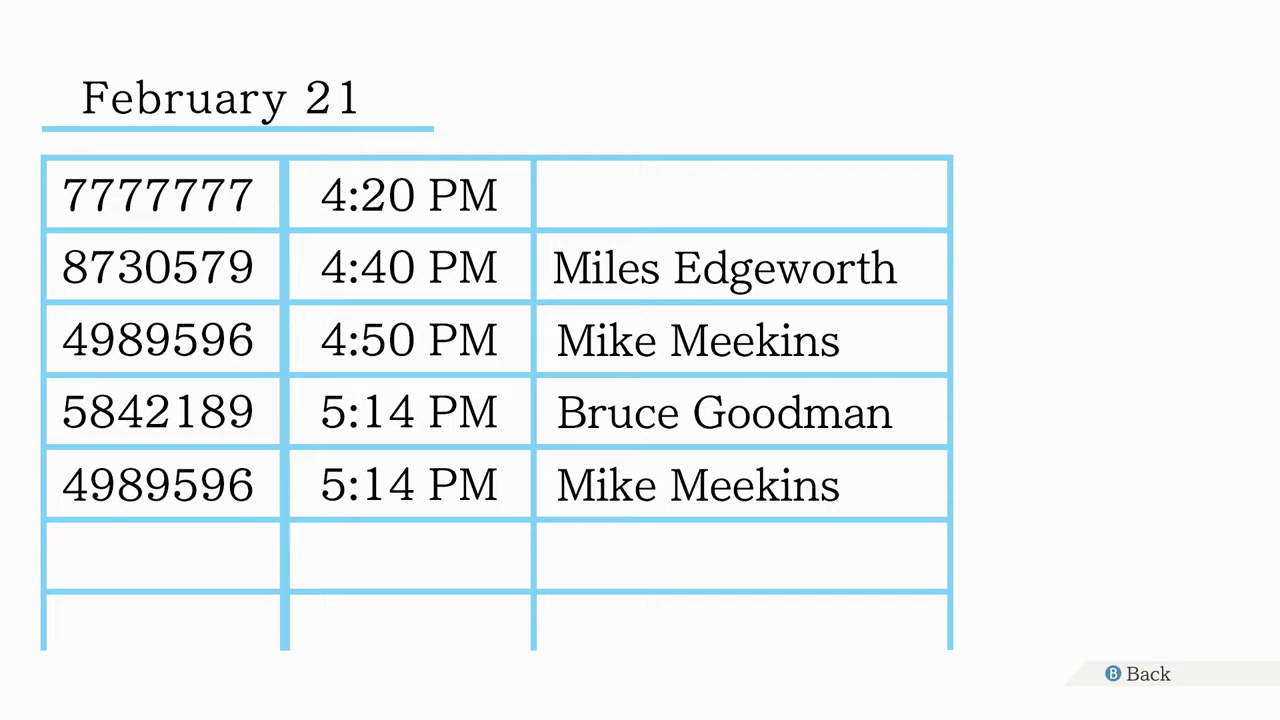 February 21
7777777 4:20 PM
8730579 4:40 PM Miles Edgeworth
4989596 4:50 PM Mike Meekins
5842189 5:14 PM Bruce Goodman
4989596 5:14 PM Mike Meekins
B Back